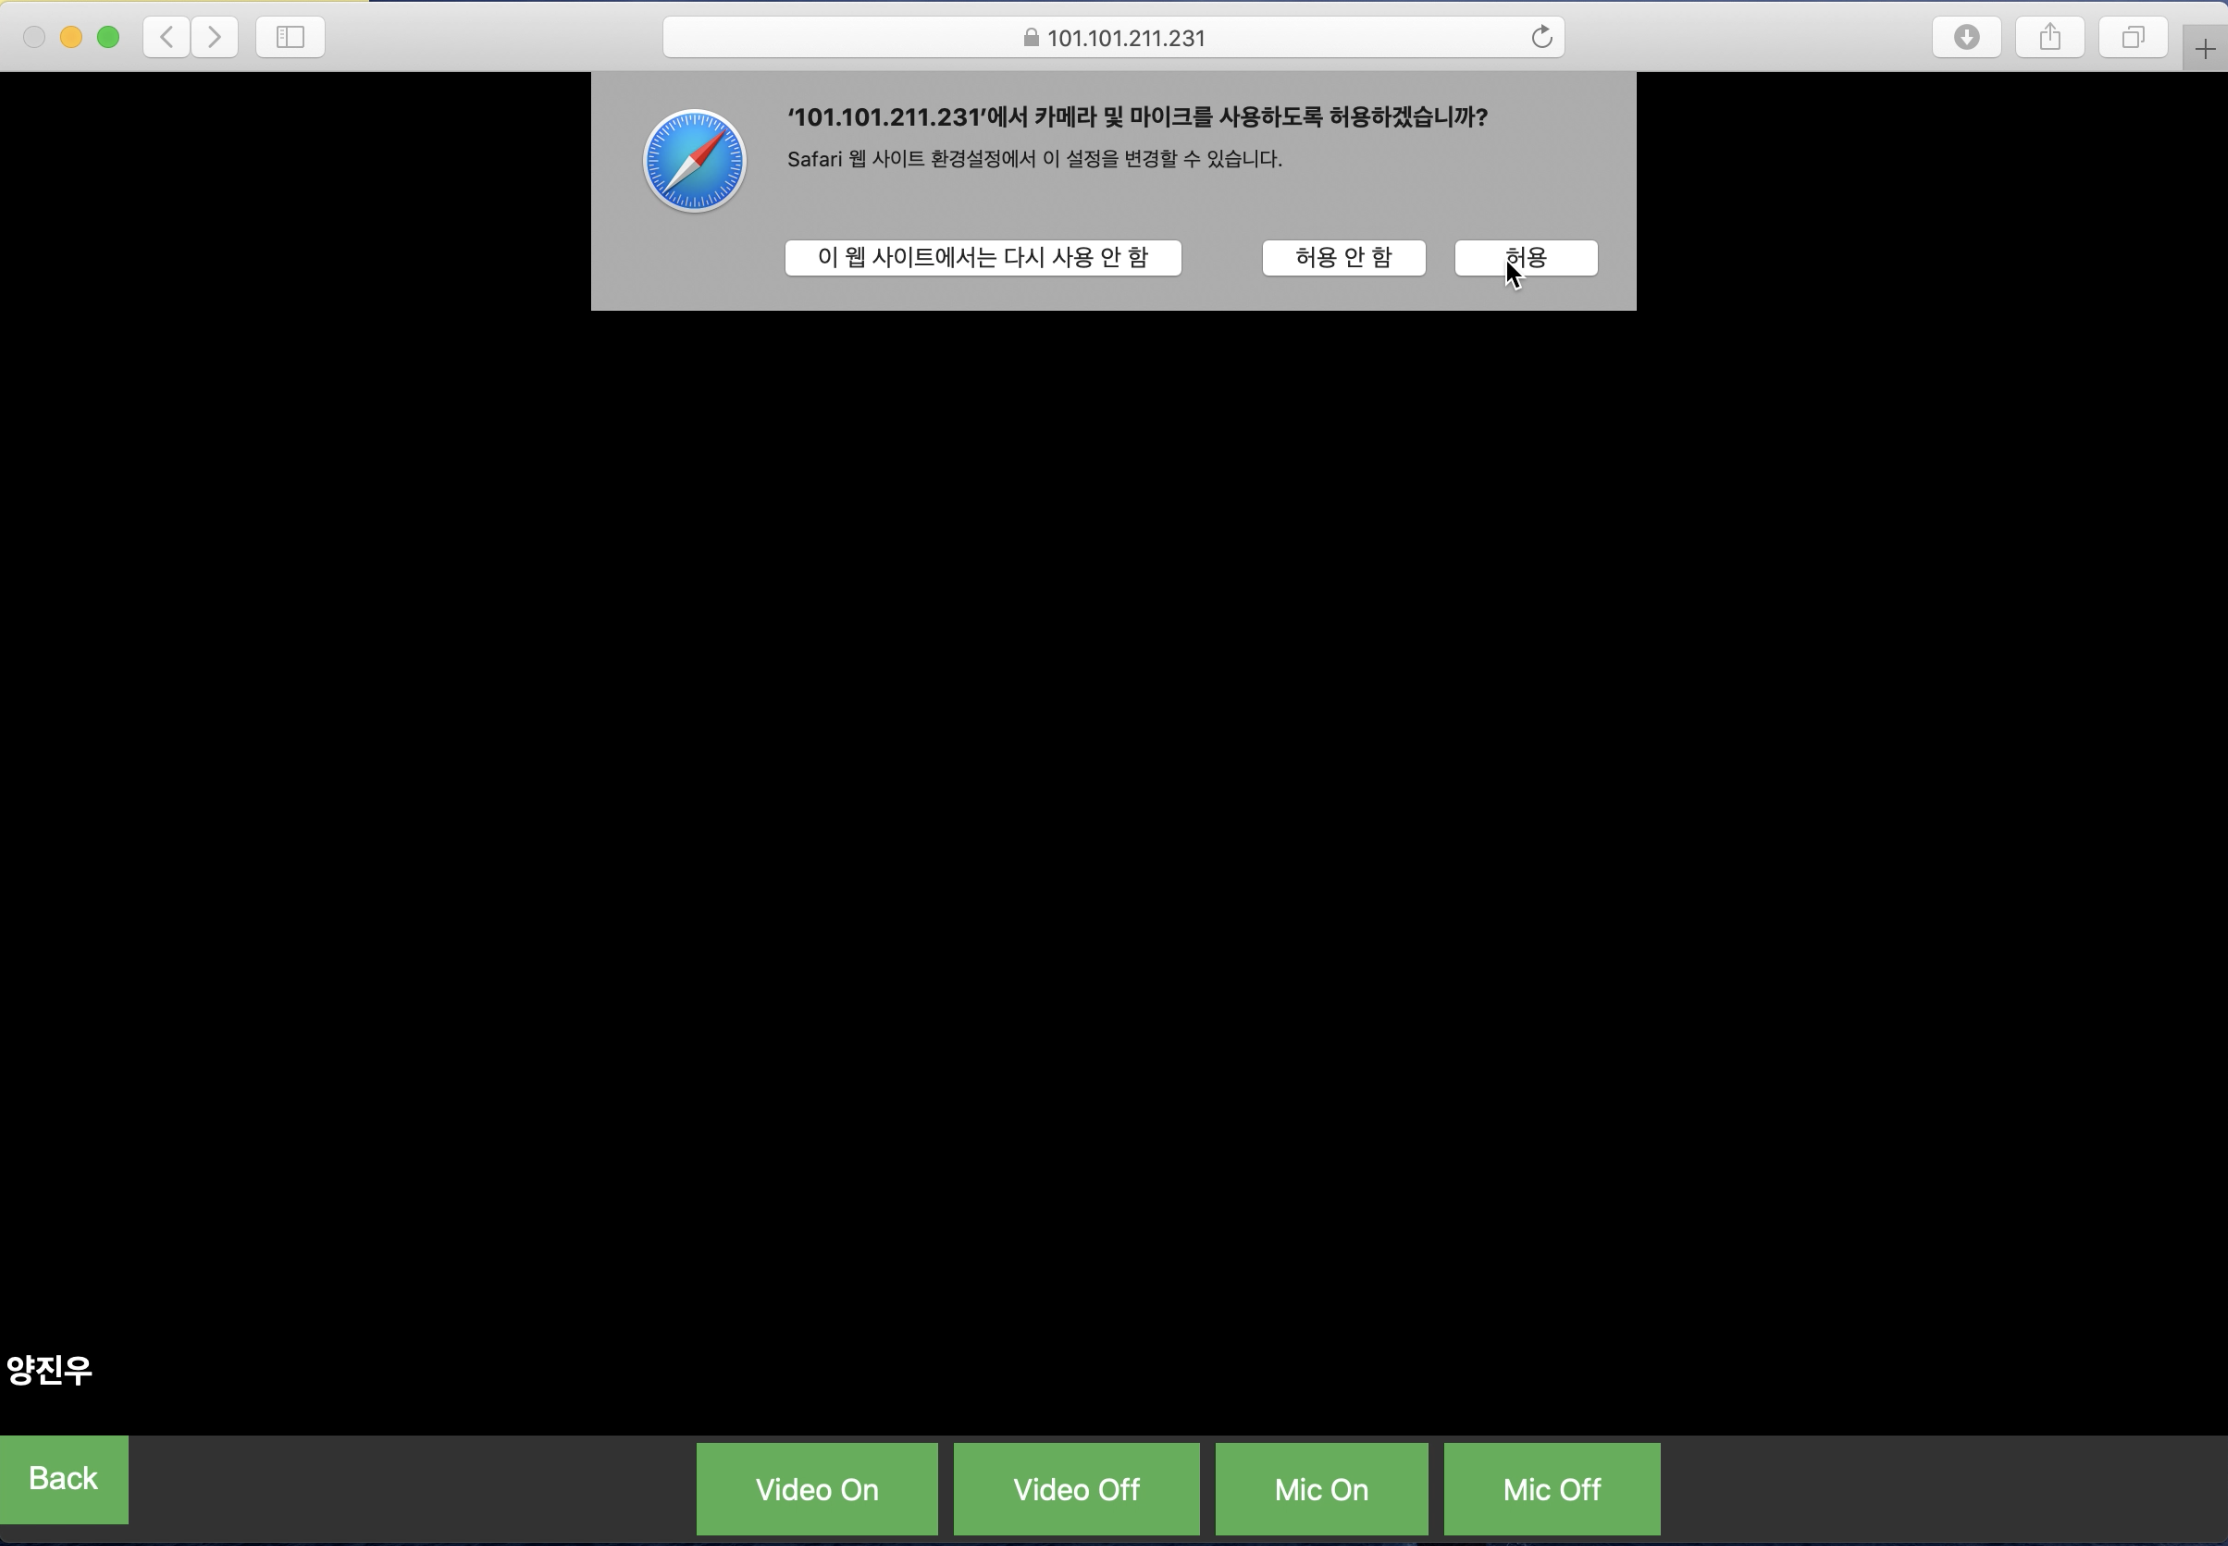 101.101.211.231
‘101.101.211.231’에서 카메라 및 마이크를 사용하도록 허용하겠습니까?
Safari 웹 사이트 환경설정에서 이 설정을 변경할 수 있습니다.
이 웹 사이트에서는 다시 사용 안 함
허용 안 함
허용
양진우
Back
Video On
Video Off
Mic On
Mic Off